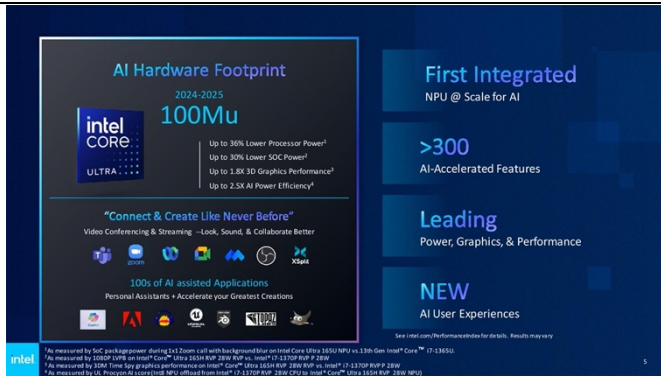 AI Hardware Footprint
2024-2025
100Mu
intel
CORE
ULTRA
Up to 36% Lower Processor Power1
Up to 30% Lower SOC Power2
Up to 1.8X 3D Graphics Performance3
Up to 2.5X AI Power Efficiency4
"Connect & Create Like Never Before"
Video Conferencing & Streaming –Look, Sound, & Collaborate Better
zoom
XSplit
100s of AI assisted Applications
Personal Assistants + Accelerate your Greatest Creations
First Integrated
NPU @ Scale for AI
>300
AI-Accelerated Features
Leading
Power, Graphics, & Performance
NEW
AI User Experiences
See intel.com/PerformanceIndex for details. Results may vary
1As measured by SoC package power during 1x1 Zoom call with background blur on Intel Core Ultra 165U NPU vs.13th Gen Intel® Core™ i7-1365U.
2As measured by 1080P LVPB on Intel® Core™ Ultra 165H RVP 28W RVP vs. Intel® i7-1370P RVP P 28W
3As measured by 3DM Time Spy graphics performance on Intel® Core™ Ultra 165H RVP 28W RVP vs. Intel® i7-1370P RVP P 28W
4As measured by UL Procyon AI score (Int8 NPU offload from Intel® i7-1370P RVP 28W CPU to Intel® Core™ Ultra 165H RVP 28W NPU)
intel
5